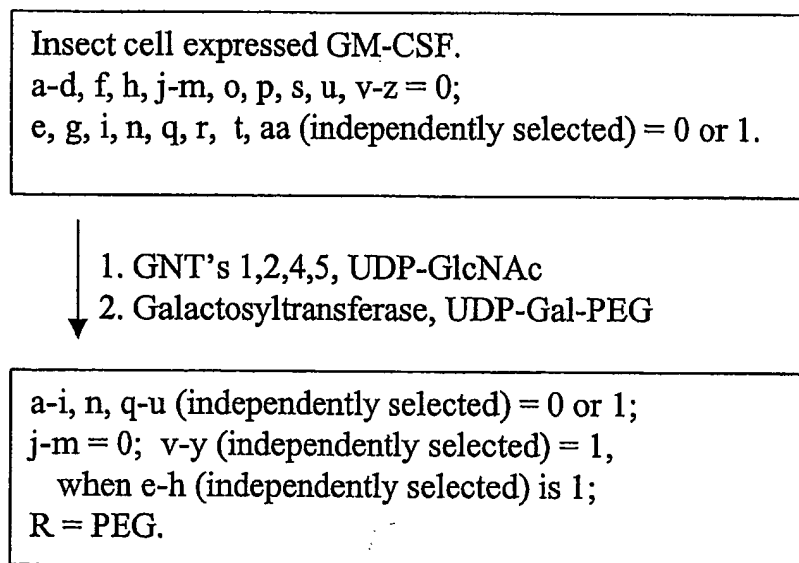 Insect cell expressed GM-CSF.
a-d, f, h, j-m, o, p, s, u, v-z = 0;
e, g, i, n, q, r, t, aa (independently selected) = 0 or 1.
1. GNT's 1,2,4,5, UDP-GlcNAc
2. Galactosyltransferase, UDP-Gal-PEG
a-i, n, q-u (independently selected) = 0 or 1;
j-m = 0; v-y (independently selected) = 1,
when e-h (independently selected) is 1;
R = PEG.